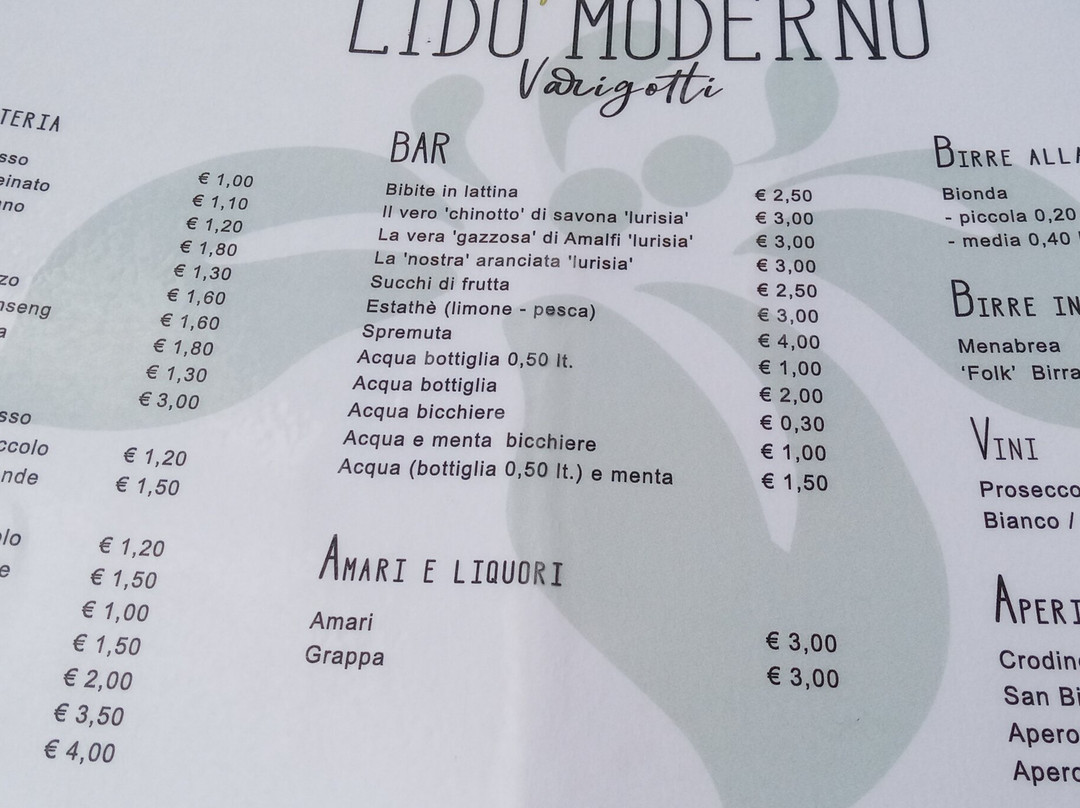 LIDO MODERNO
Varigotti
TERIA
sso
einato
no
zo
nseng
a
€ 1,00
€ 1,10
€ 1,20
€ 1,80
€ 1,30
€ 1,60
€ 1,60
€ 1,80
€ 1,30
€ 3,00
sso
ccolo € 1,20
nde € 1,50
lo € 1,20
e € 1,50
€ 1,00
€ 1,50
€ 2,00
€ 3,50
€ 4,00
BAR
Bibite in lattina € 2,50
Il vero 'chinotto' di savona 'lurisia' € 3,00
La vera 'gazzosa' di Amalfi 'lurisia' € 3,00
La 'nostra' aranciata 'lurisia' € 3,00
Succhi di frutta € 2,50
Estathè (limone - pesca) € 3,00
Spremuta € 4,00
Acqua bottiglia 0,50 lt. € 1,00
Acqua bottiglia € 2,00
Acqua bicchiere € 0,30
Acqua e menta bicchiere € 1,00
Acqua (bottiglia 0,50 lt.) e menta € 1,50
AMARI E LIQUORI
Amari € 3,00
Grappa € 3,00
BIRRE ALLA
Bionda
- piccola 0,20
- media 0,40
BIRRE IN
Menabrea
'Folk' Birra
VINI
Prosecco
Bianco /
APERI
Crodino
San Bi
Apero
Apero